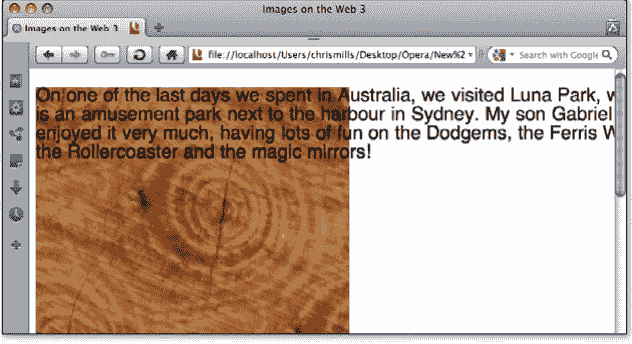 Images on the Web 3
Images on the Web 3
file://localhost/Users/chrismills/Desktop/Opera/New%2
Search with Google
On one of the last days we spent in Australia, we visited Luna Park, w
is an amusement park next to the harbour in Sydney. My son Gabriel
enjoyed it very much, having lots of fun on the Dodgems, the Ferris W
the Rollercoaster and the magic mirrors!